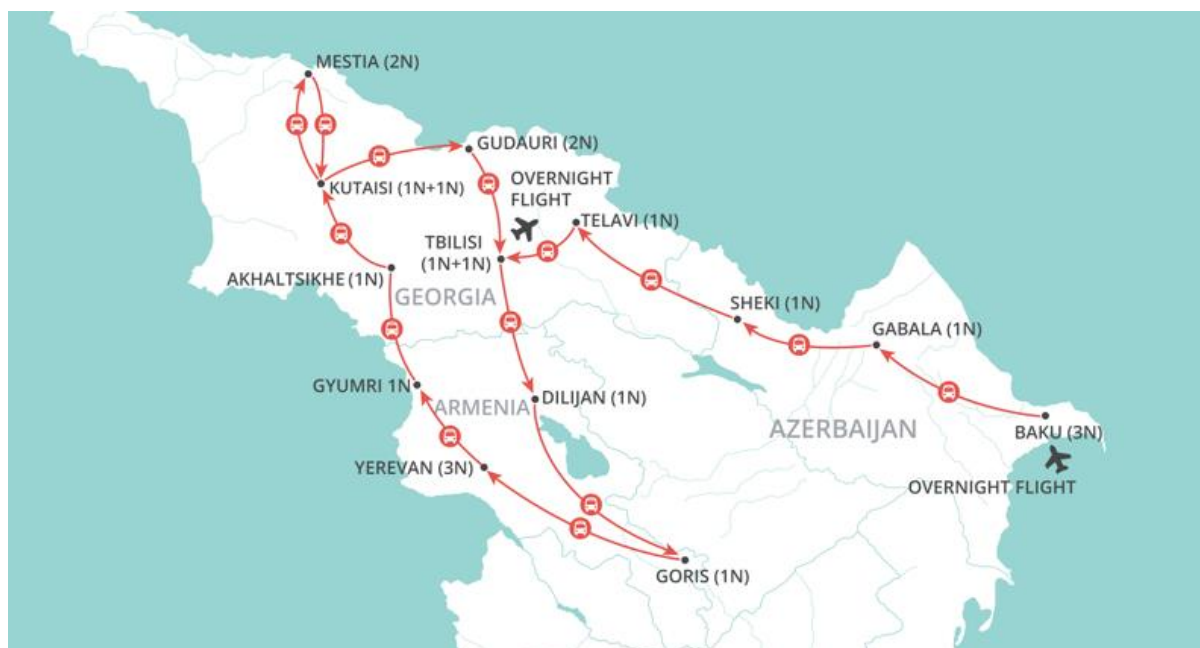 MESTIA (2N)
GUDAURI (2N)
OVERNIGHT
FLIGHT
KUTAISI (1N+1N)
TELAVI (1N)
TBILISI
(1N+1N)
AKHALTSIKHE (1N)
GEORGIA
SHEKI (1N)
GABALA (1N)
GYUMRI 1N
ARMENIA
DILIJAN (1N)
AZERBAIJAN
BAKU (3N)
YEREVAN (3N)
OVERNIGHT FLIGHT
GORIS (1N)